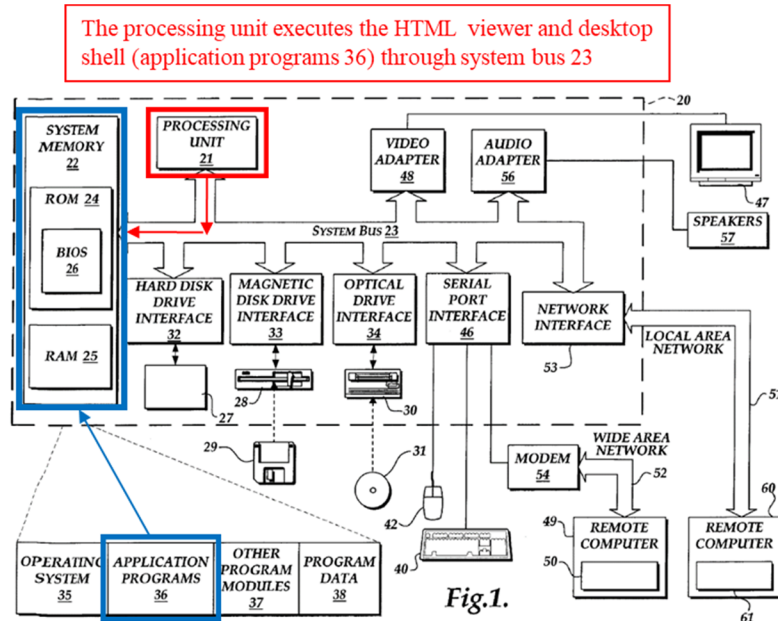 The processing unit executes the HTML viewer and desktop
shell (application programs 36) through system bus 23
20
SYSTEM
MEMORY
22
PROCESSING
UNIT
21
VIDEO
ADAPTER
48
AUDIO
ADAPTER
56
47
ROM 24
BIOS
26
RAM 25
SYSTEM BUS 23
SPEAKERS
57
HARD DISK
DRIVE
INTERFACE
32
MAGNETIC
DISK DRIVE
INTERFACE
33
OPTICAL
DRIVE
INTERFACE
34
SERIAL
PORT
INTERFACE
46
NETWORK
INTERFACE
53
LOCAL AREA
NETWORK
27
28
30
29
31
42
40
WIDE AREA
NETWORK
52
MODEM
54
60
49
REMOTE
COMPUTER
50
REMOTE
COMPUTER
61
OPERATING
SYSTEM
35
APPLICATION
PROGRAMS
36
OTHER
PROGRAM
MODULES
37
PROGRAM
DATA
38
Fig.1.